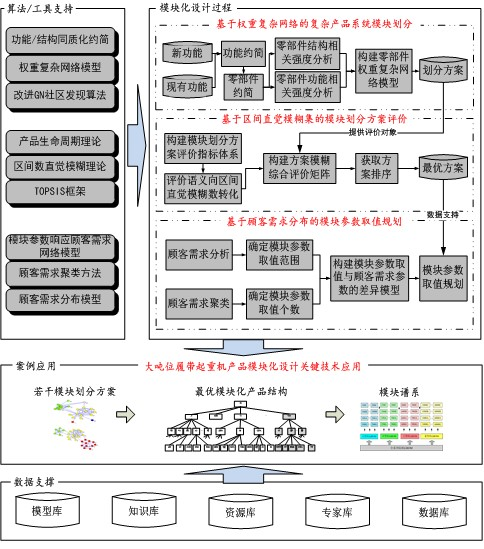 算法/工具支持
功能/结构同质化约简
权重复杂网络模型
改进GN社区发现算法
产品生命周期理论
区间数直觉模糊理论
TOPSIS框架
模块参数响应顾客需求
网络模型
顾客需求聚类方法
顾客需求分布模型
模块化设计过程
基于权重复杂网络的复杂产品系统模块划分
新功能
现有功能
功能约简
零部件
约简
零部件结构相
关强度分析
零部件功能相
关强度分析
构建零部件
权重复杂网
络模型
划分方案
基于区间直觉模糊集的模块划分方案评价
提供评价对象
构建模块划分方
案评价指标体系
评价语义向区间
直觉模糊数转化
构建方案模糊
综合评价矩阵
获取方
案排序
最优方案
数据支持
基于顾客需求分布的模块参数取值规划
顾客需求分析
确定模块参数
取值范围
顾客需求聚类
确定模块参数
取值个数
构建模块参数取
值与顾客需求参
数的差异模型
模块参数
取值规划
案例应用
大吨位履带起重机产品模块化设计关键技术应用
若干模块划分方案
最优模块化产品结构
模块谱系
数据支撑
模型库
知识库
资源库
专家库
数据库